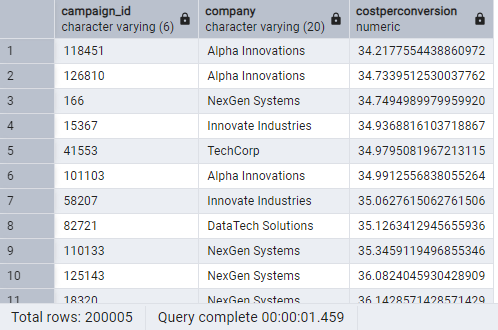 campaign_id company costperconversion
character varying (6) character varying (20) numeric
1 118451 Alpha Innovations 34.2177554438860972
2 126810 Alpha Innovations 34.7339512530037762
3 166 NexGen Systems 34.7494989979959920
4 15367 Innovate Industries 34.9368816103718867
5 41553 TechCorp 34.9795081967213115
6 101103 Alpha Innovations 34.9912556838055264
7 58207 Innovate Industries 35.0627615062761506
8 82721 DataTech Solutions 35.1263412945655936
9 110133 NexGen Systems 35.3459119496855346
10 125143 NexGen Systems 36.0824045930428909
11 18320 NexGen Systems 36.1428571428571429
Total rows: 200005 Query complete 00:00:01.459